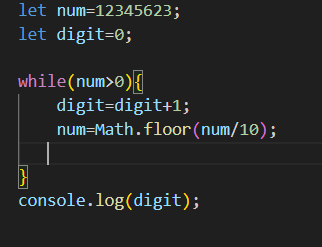 let num=12345623;
let digit=0;
while(num>0){
digit=digit+1;
num=Math.floor(num/10);
}
console.log(digit);